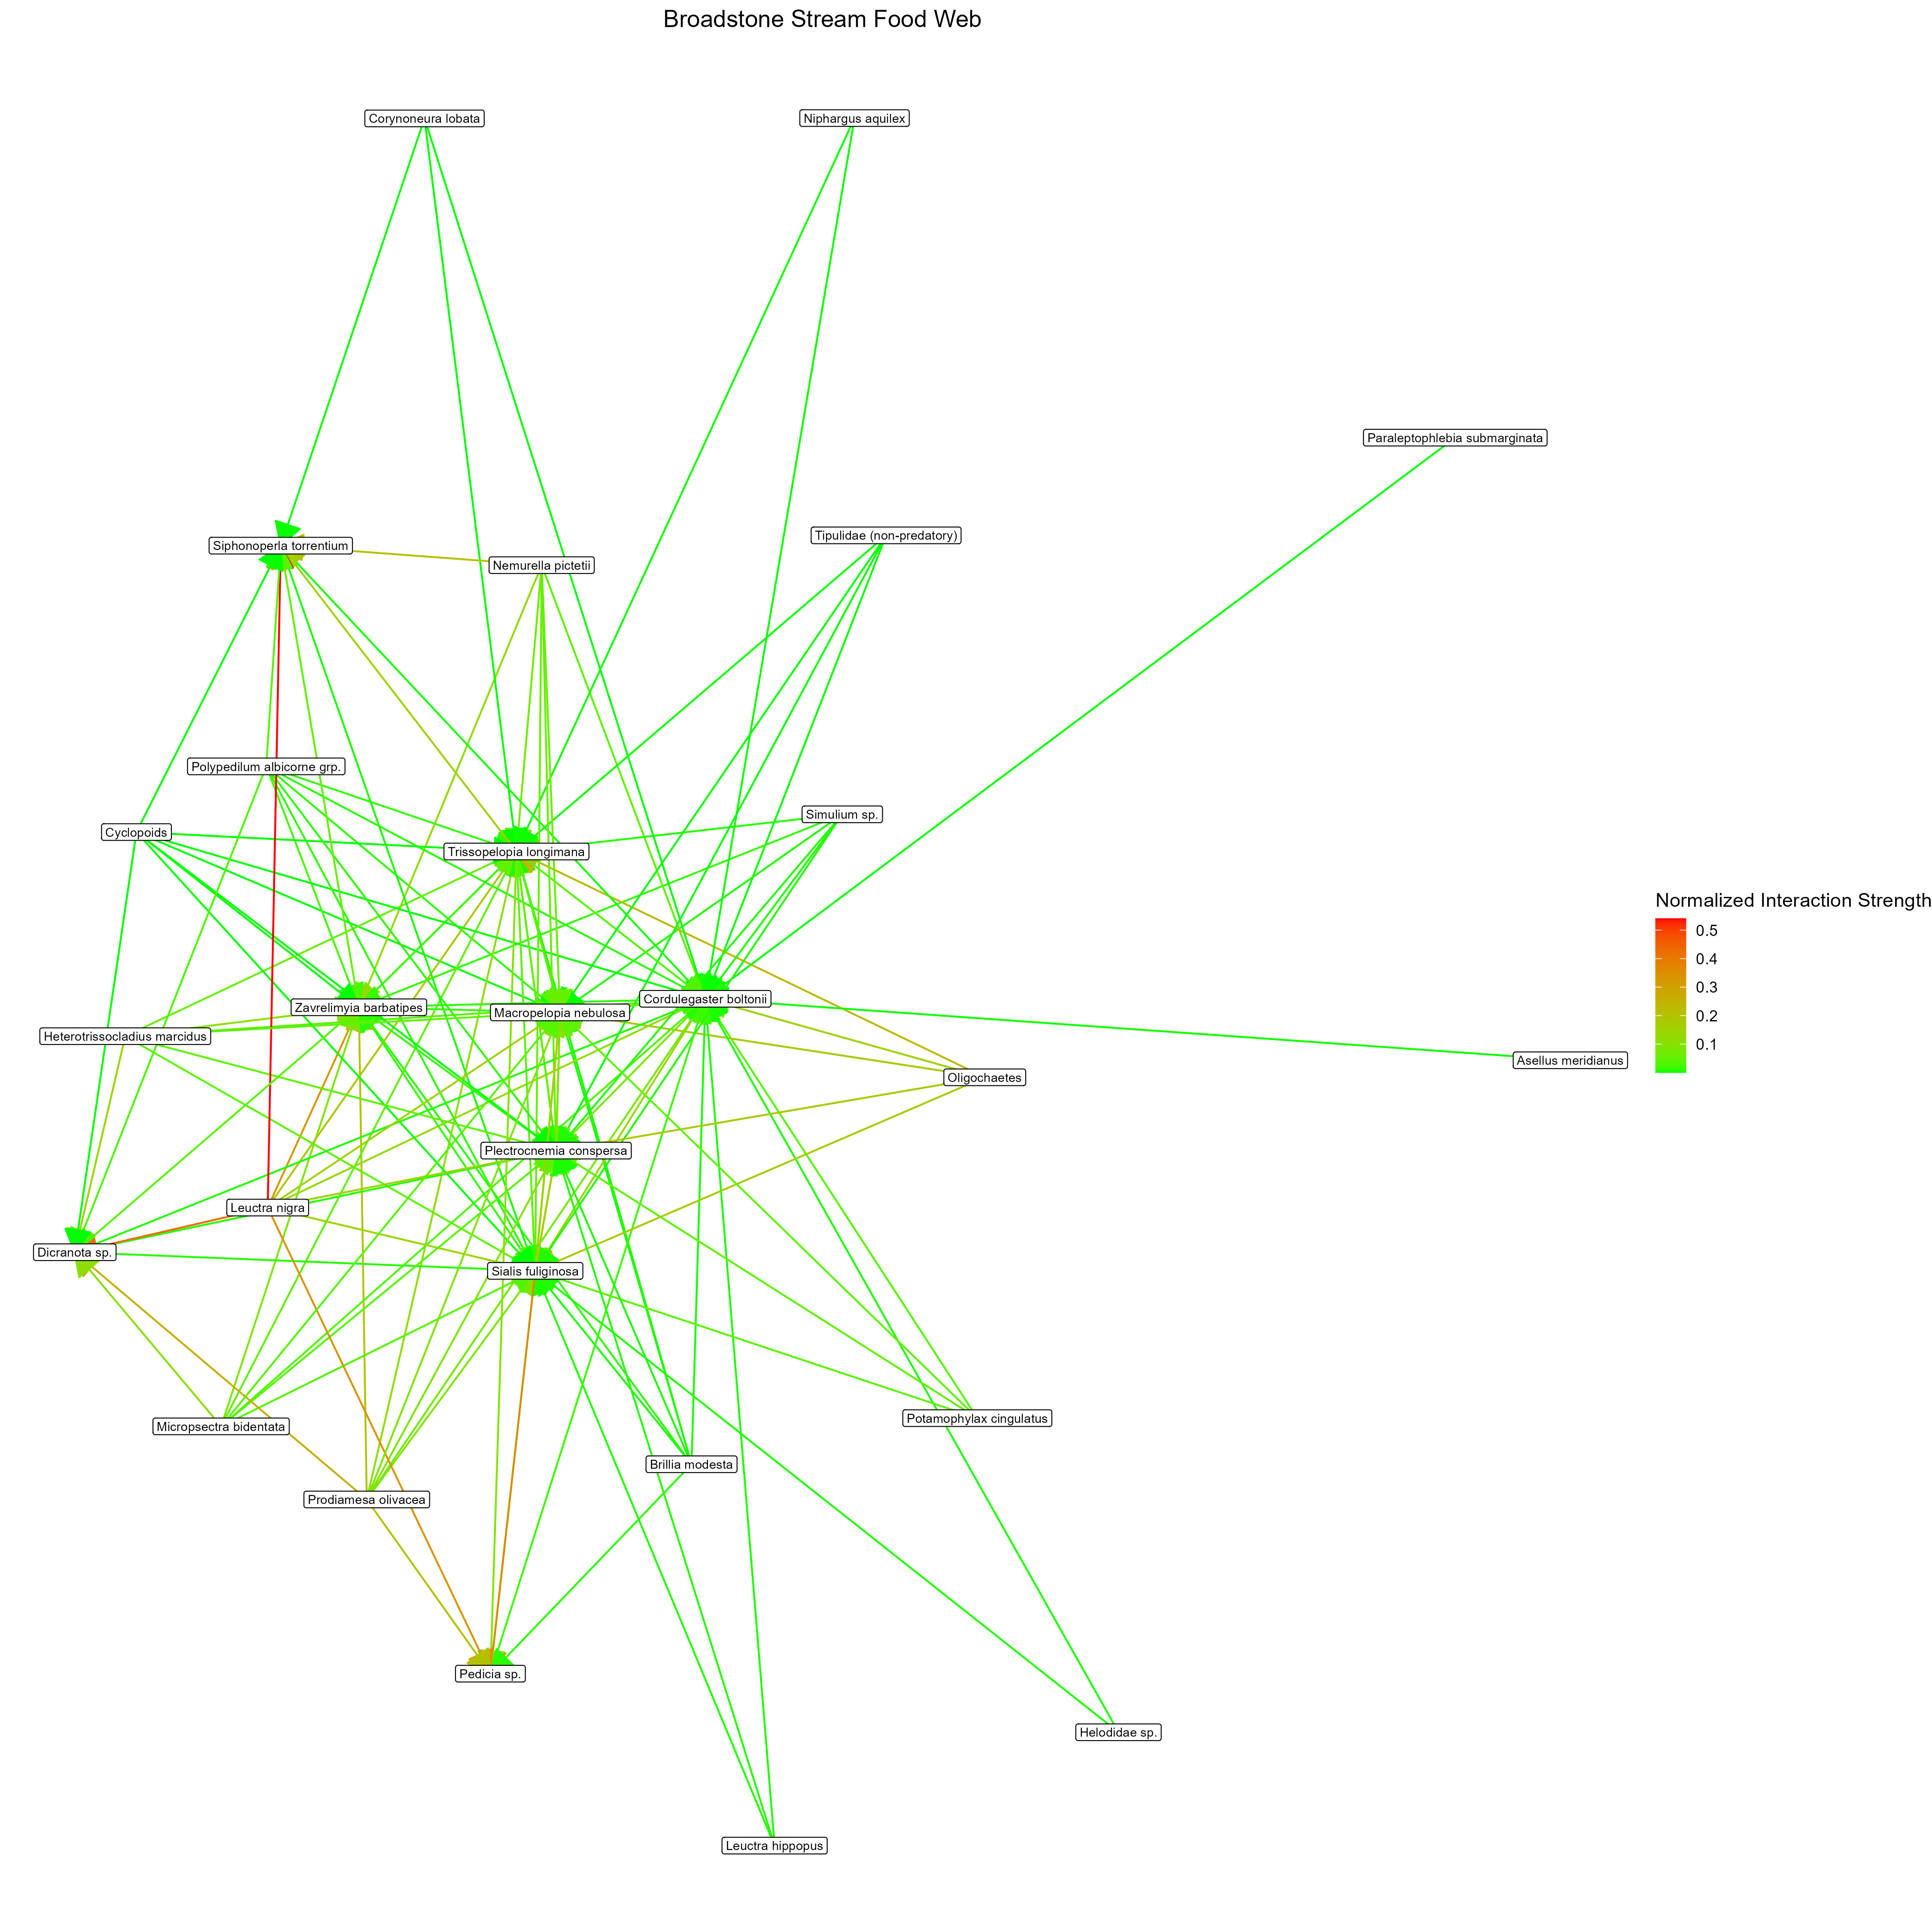 Broadstone Stream Food Web
Corynoneura lobata
Niphargus aquilex
Paraleptophlebia submarginata
Tipulidae (non-predatory)
Siphonoperla torrentium
Nemurella pictetii
Polypedilum albicorne grp.
Simulium sp.
Cyclopoids
Trissopelopia longimana
Normalized Interaction Strength
0.5
0.4
0.3
0.2
0.1
Cordulegaster boltonii
Zavrelimyia barbatipes
Macropelopia nebulosa
Heterotrissocladius marcidus
Asellus meridianus
Oligochaetes
Plectrocnemia conspersa
Leuctra nigra
Dicranota sp.
Sialis fuliginosa
Potamophylax cingulatus
Micropsectra bidentata
Brillia modesta
Prodiamesa olivacea
Pedicia sp.
Helodidae sp.
Leuctra hippopus